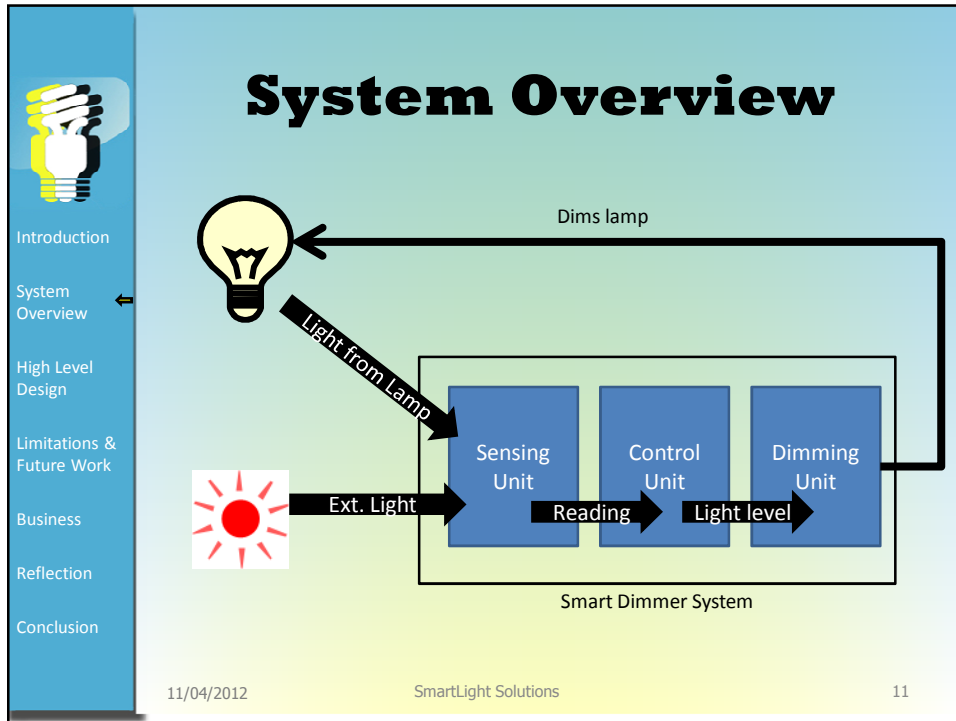 System Overview
Introduction
System
Overview
High Level
Design
Limitations &
Future Work
Business
Reflection
Conclusion
Dims lamp
Light from Lamp
Ext. Light
Sensing
Unit
Reading
Control
Unit
Light level
Dimming
Unit
Smart Dimmer System
11/04/2012
SmartLight Solutions
11